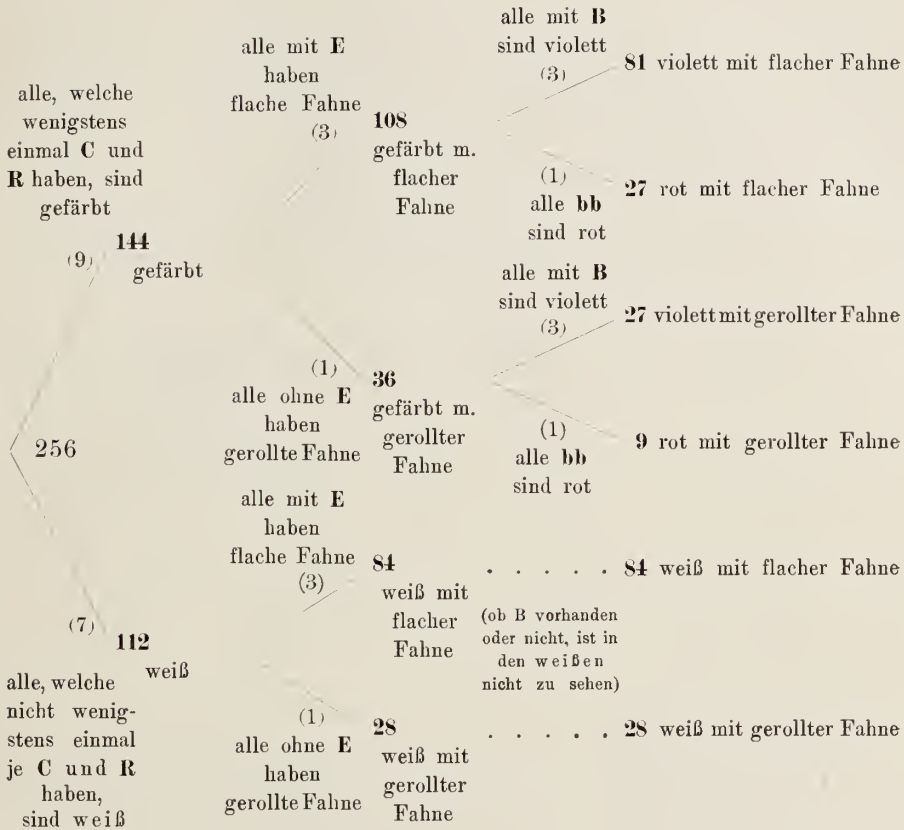 alle, welche
wenigstens
einmal C und
R haben, sind
gefärbt
(9)
144
gefärbt
256
(7)
112
weiß
alle, welche
nicht wenig-
stens einmal
je C und R
haben,
sind weiß
alle mit E
haben
flache Fahne
(3)
108
gefärbt m.
flacher
Fahne
(1)
alle ohne E
haben
gerollte Fahne
36
gefärbt m.
gerollter
Fahne
alle mit E
haben
flache Fahne
(3)
84
weiß mit
flacher
Fahne
(1)
alle ohne E
haben
gerollte Fahne
28
weiß mit
gerollter
Fahne
alle mit B
sind violett
(3)
81 violett mit flacher Fahne
(1)
alle bb
sind rot
27 rot mit flacher Fahne
alle mit B
sind violett
(3)
27 violett mit gerollter Fahne
(1)
alle bb
sind rot
9 rot mit gerollter Fahne
. . . . . 84 weiß mit flacher Fahne
(ob B vorhanden
oder nicht, ist in
den weißen
nicht zu sehen)
. . . . . 28 weiß mit gerollter Fahne